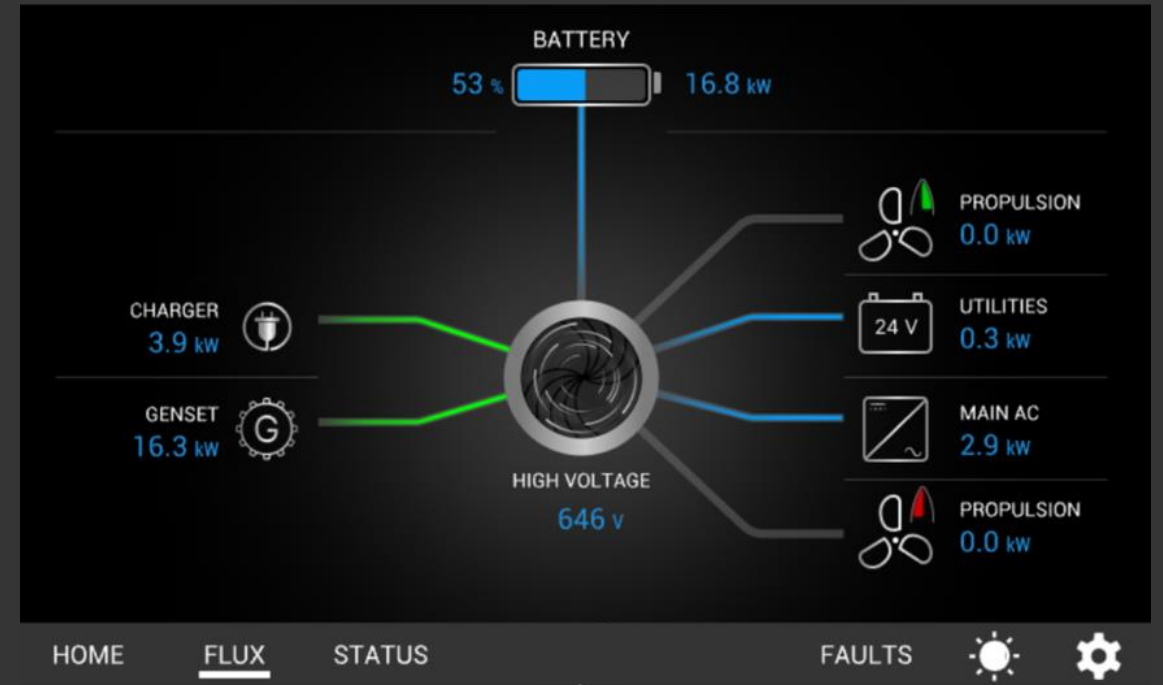 BATTERY
53 % 16.8 kW
PROPULSION
0.0 kW
CHARGER
3.9 kW
UTILITIES
24 V
0.3 kW
GENSET
G
16.3 kW
MAIN AC
2.9 kW
HIGH VOLTAGE
646 V
PROPULSION
0.0 kW
HOME FLUX STATUS FAULTS